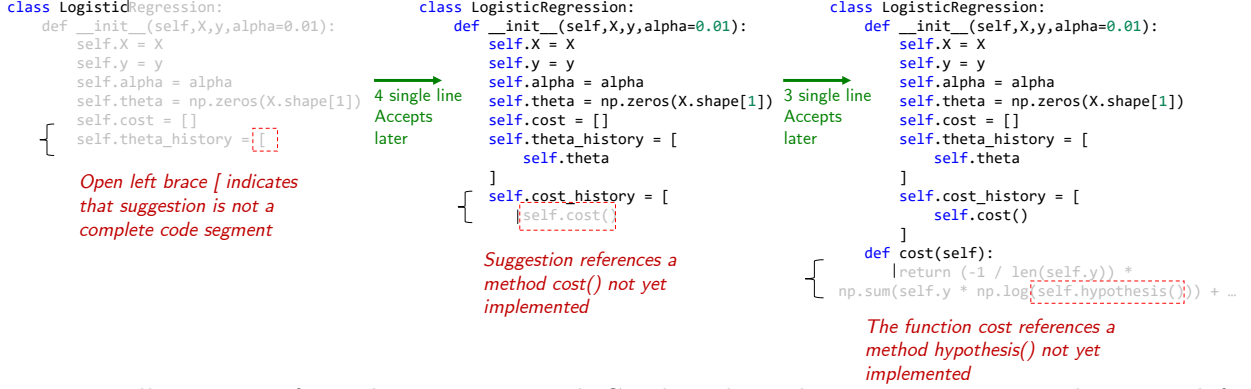 class LogisticRegression:
def __init__(self,X,y,alpha=0.01):
self.X = X
self.y = y
self.alpha = alpha
self.theta = np.zeros(X.shape[1])
self.cost = []
self.theta_history = [
Open left brace [ indicates
that suggestion is not a
complete code segment
4 single line
Accepts
later
class LogisticRegression:
def __init__(self,X,y,alpha=0.01):
self.X = X
self.y = y
self.alpha = alpha
self.theta = np.zeros(X.shape[1])
self.cost = []
self.theta_history = [
self.theta
]
self.cost_history = [
self.cost()
Suggestion references a
method cost() not yet
implemented
3 single line
Accepts
later
class LogisticRegression:
def __init__(self,X,y,alpha=0.01):
self.X = X
self.y = y
self.alpha = alpha
self.theta = np.zeros(X.shape[1])
self.cost = []
self.theta_history = [
self.theta
]
self.cost_history = [
self.cost()
]
def cost(self):
return (-1 / len(self.y)) *
np.sum(self.y * np.log(self.hypothesis())) + …
The function cost references a
method hypothesis() not yet
implemented